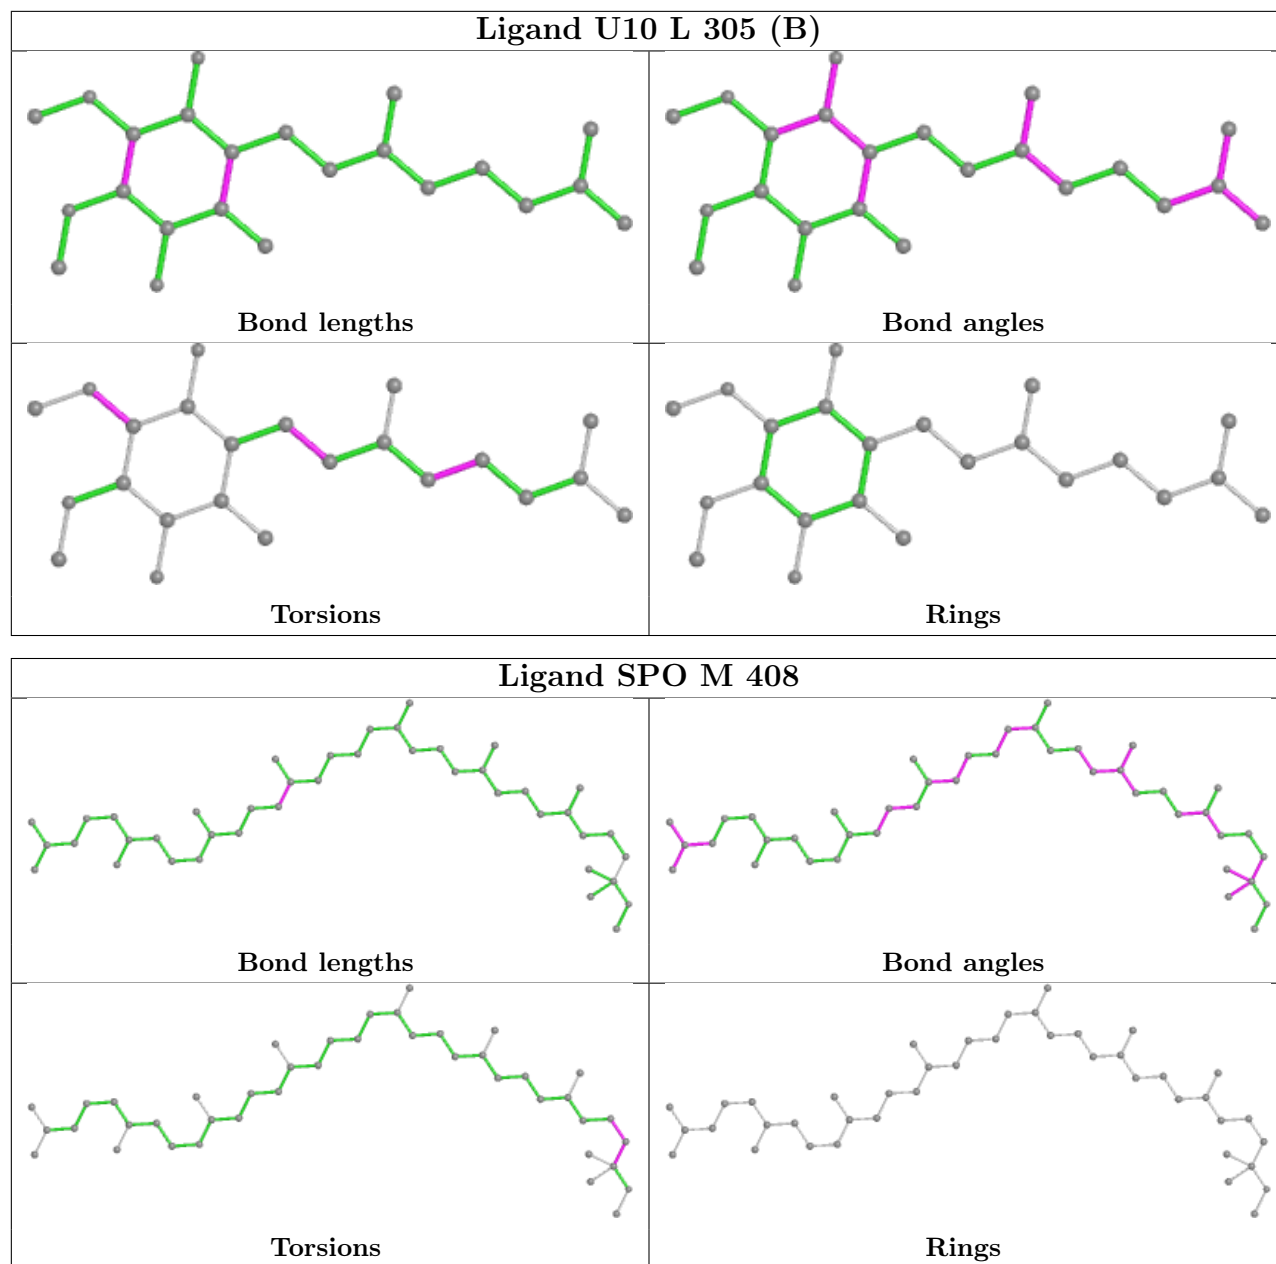 Ligand U10 L 305 (B)
Bond lengths
Bond angles
Torsions
Rings
Ligand SPO M 408
Bond lengths
Bond angles
Torsions
Rings